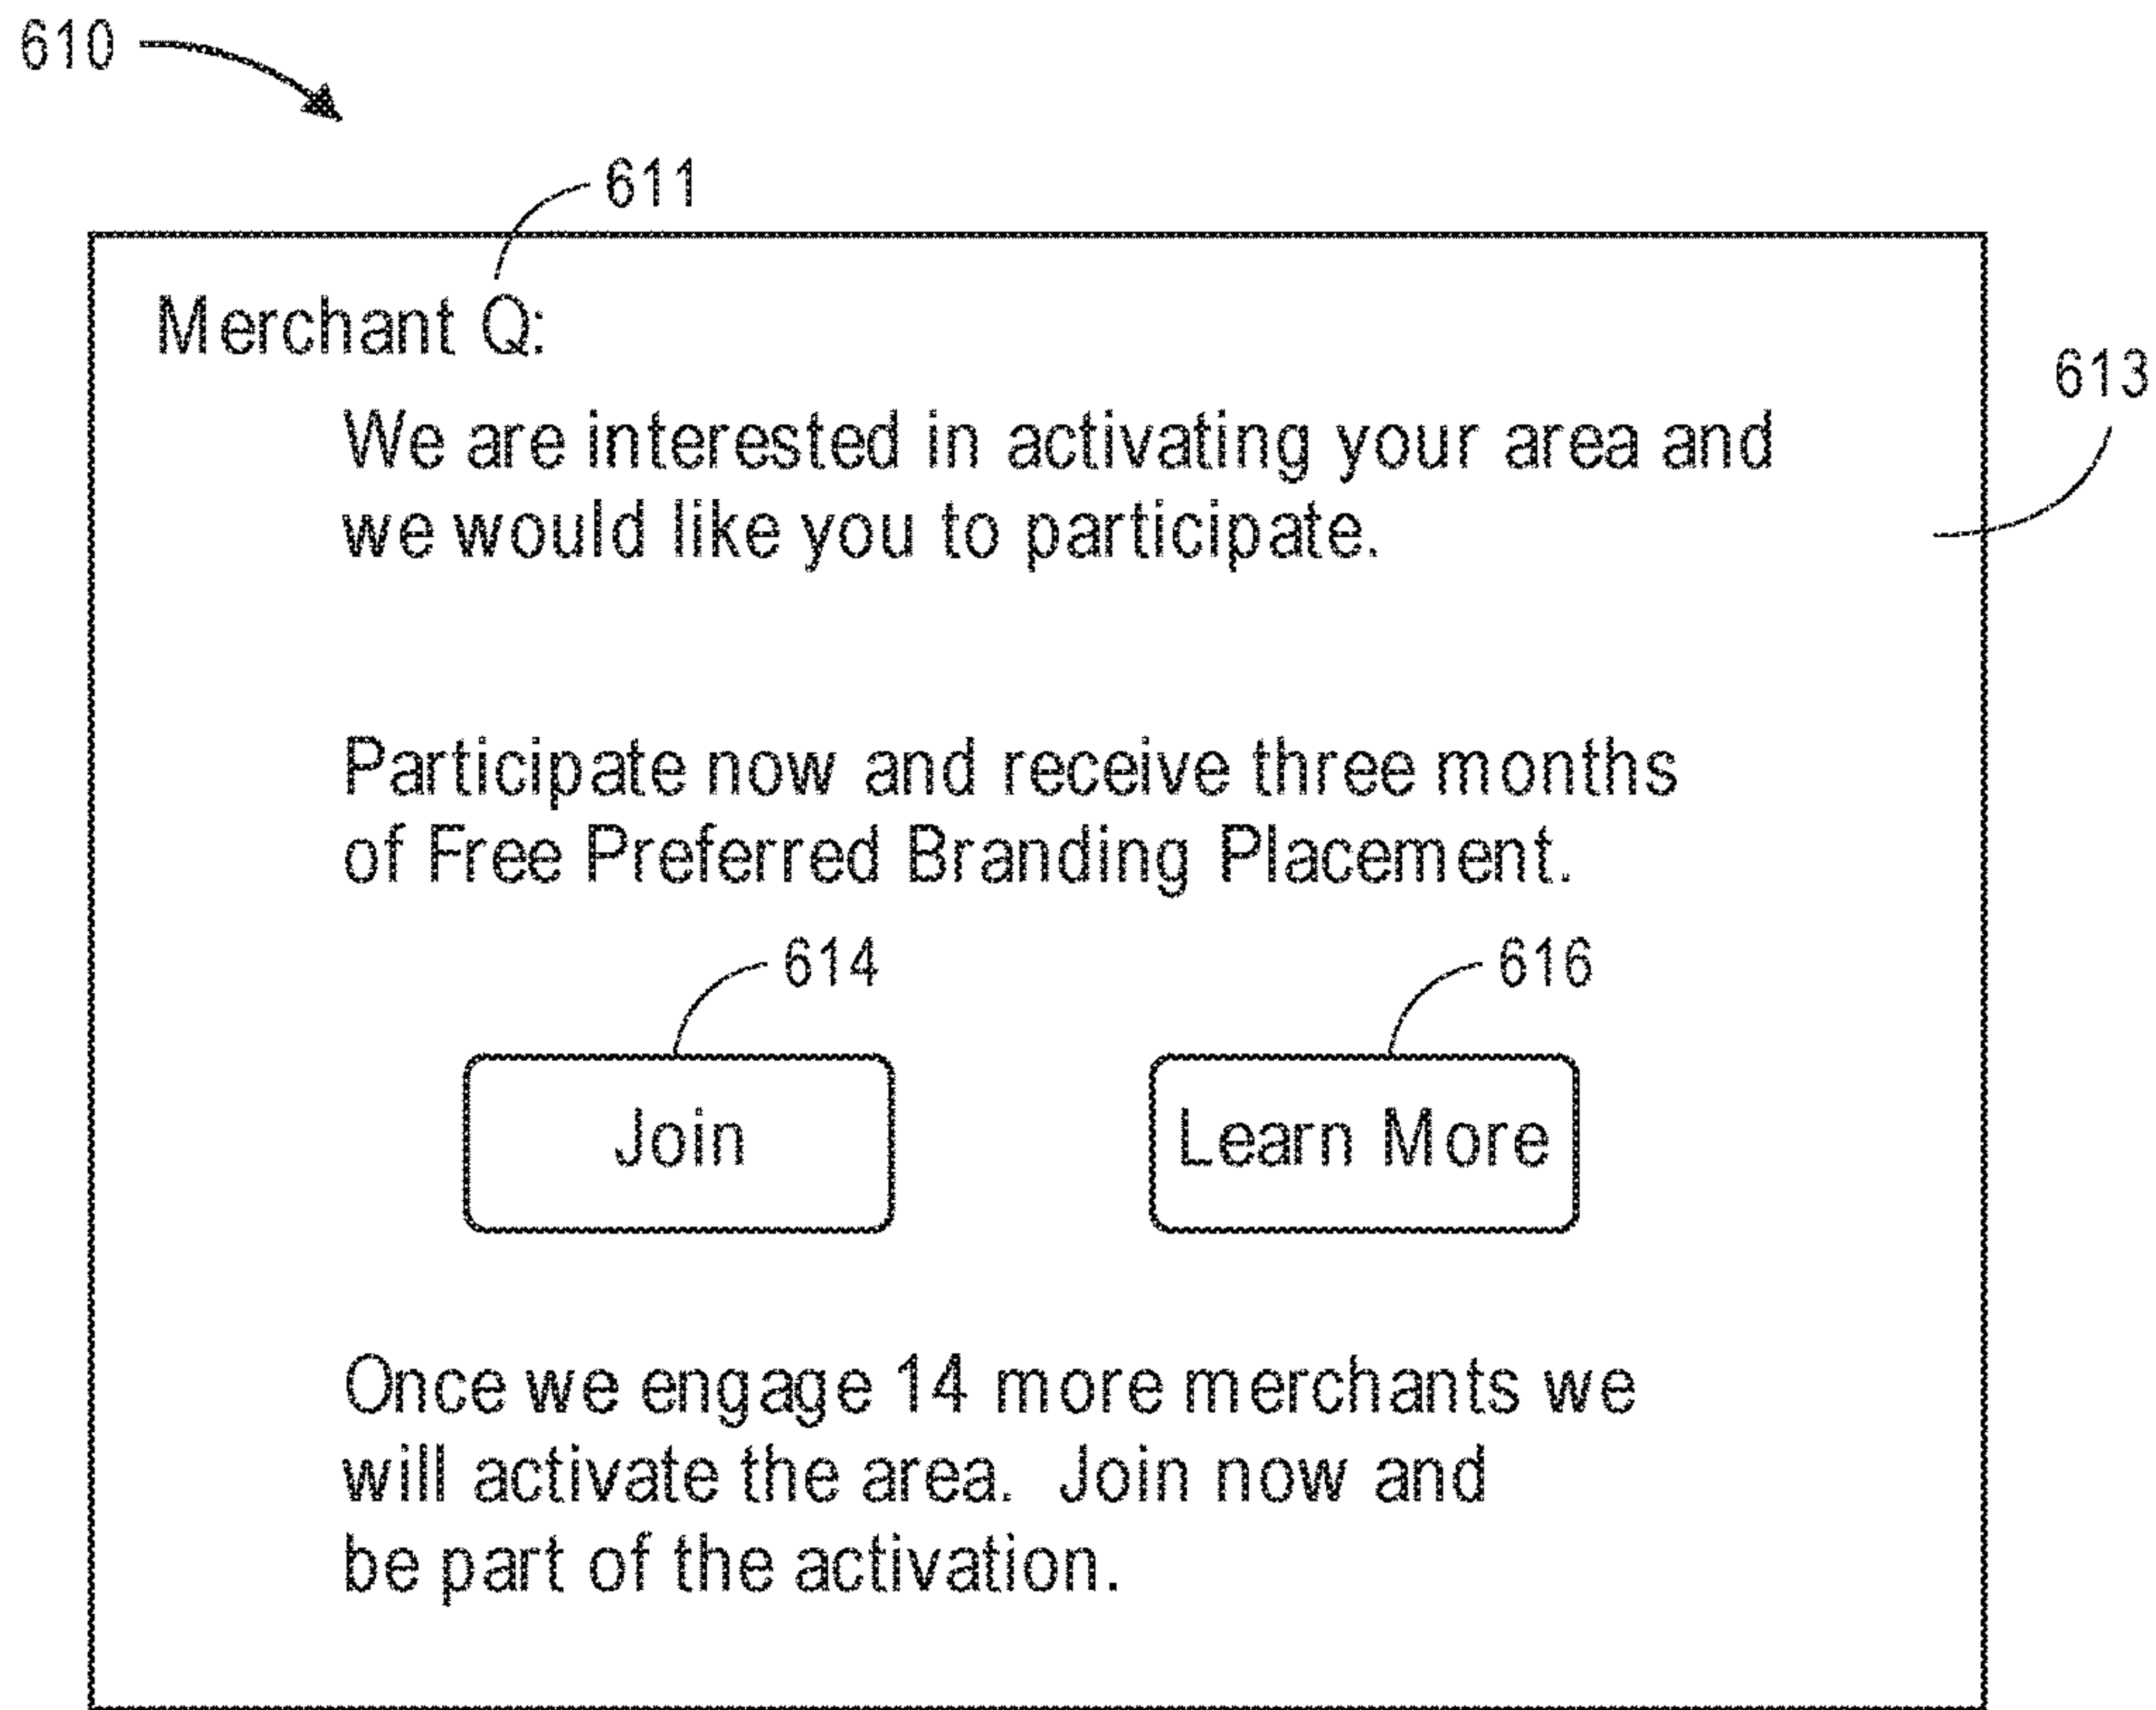 610
611
Merchant Q:
613
We are interested in activating your area and
we would like you to participate.
Participate now and receive three months
of Free Preferred Branding Placement.
614
616
Join
Learn More
Once we engage 14 more merchants we
will activate the area. Join now and
be part of the activation.